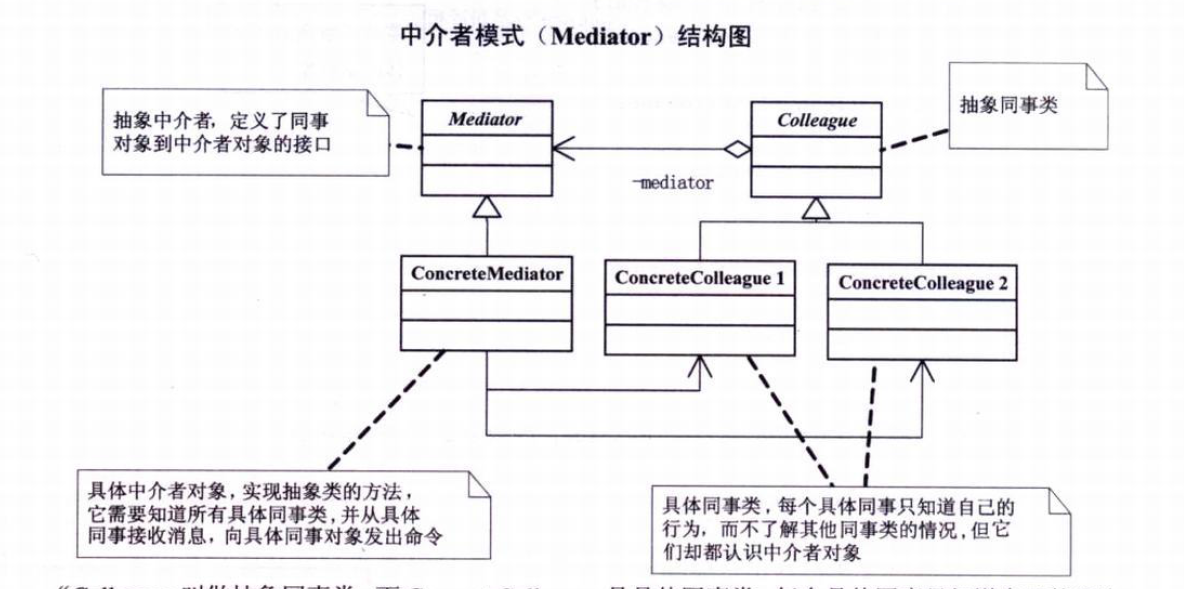 中介者模式（Mediator）结构图
抽象中介者，定义了同事
对象到中介者对象的接口
Mediator
Colleague
抽象同事类
-mediator
ConcreteMediator
ConcreteColleague 1
ConcreteColleague 2
具体中介者对象，实现抽象类的方法，
它需要知道所有具体同事类，并从具体
同事接收消息，向具体同事对象发出命令
具体同事类，每个具体同事只知道自己的
行为，而不了解其他同事类的情况，但它
们却都认识中介者对象